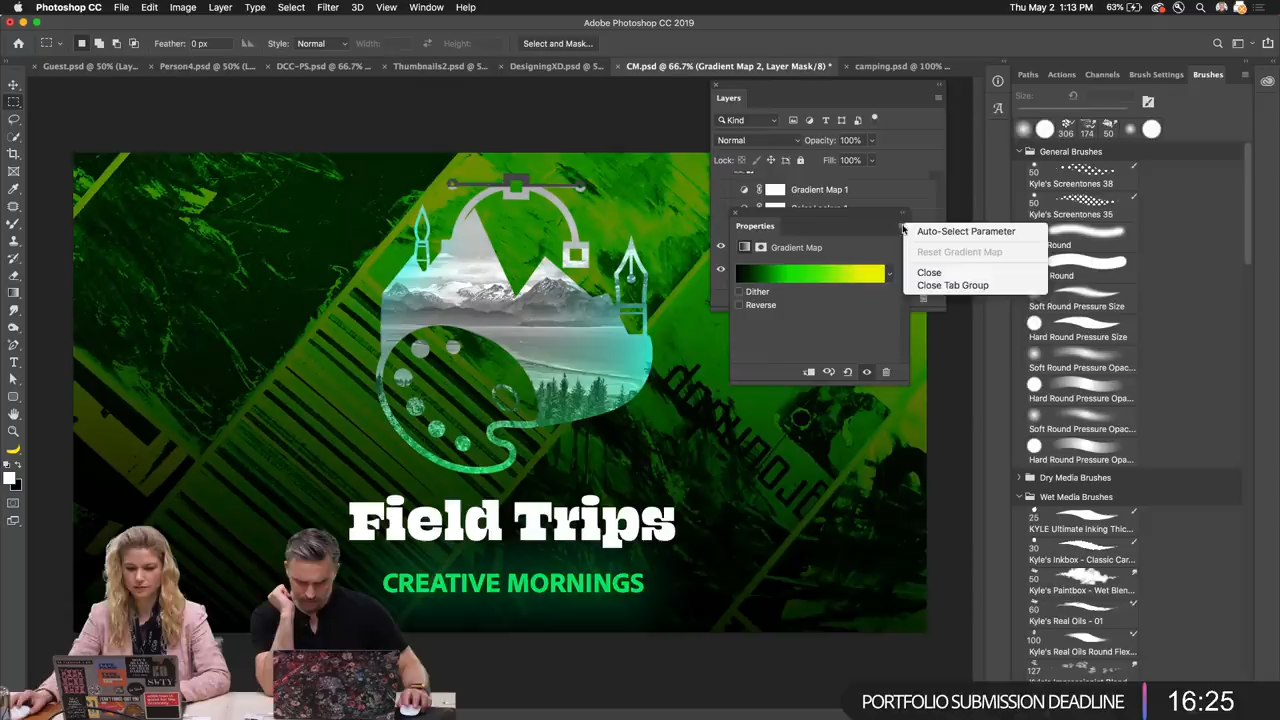 Photoshop CC File Edit Image Layer Type Select Filter 3D View Window Help
63% Thu May 2 1:13 PM
Adobe Photoshop CC 2019
Feather: 0 px Style: Normal Width: Height: Select and Mask...
Guest.psd @ 50% (Lay... Person4.psd @ 50% (L... DCC-PS.psd @ 66.7% ... Thumbnails2.psd @ 5... DesigningXD.psd @ 5... CM.psd @ 66.7% (Gradient Map 2, Layer Mask/8) * camping.psd @ 100% ...
Layers
Kind
Normal Opacity: 100%
Lock: Fill: 100%
Gradient Map 1
Properties
Gradient Map
Dither
Reverse
Auto-Select Parameter
Reset Gradient Map
Close
Close Tab Group
Paths Actions Channels Brush Settings Brushes
Size:
306 174 50
General Brushes
50
Kyle's Screentones 38
50
Kyle's Screentones 35
Round
Round
Soft Round Pressure Size
Hard Round Pressure Size
Soft Round Pressure Opac...
Hard Round Pressure Opac...
Soft Round Pressure Opac...
Hard Round Pressure Opa...
Dry Media Brushes
Wet Media Brushes
25
KYLE Ultimate Inking Thic...
30
Kyle's Inkbox - Classic Car...
50
Kyle's Paintbox - Wet Blen...
60
Kyle's Real Oils - 01
100
Kyle's Real Oils Round Flex...
127
Field Trips
CREATIVE MORNINGS
PORTFOLIO SUBMISSION DEADLINE 16:25